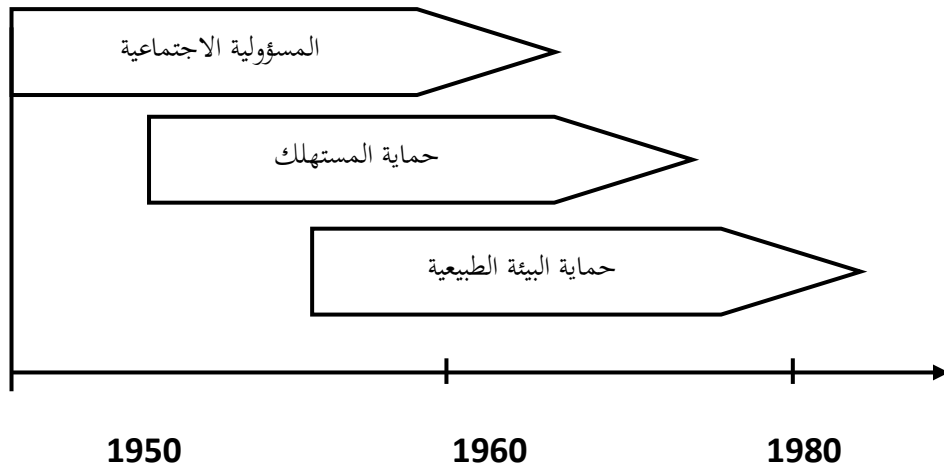 المسؤولية الاجتماعية
حماية المستهلك
حماية البيئة الطبيعية
1950 1960 1980